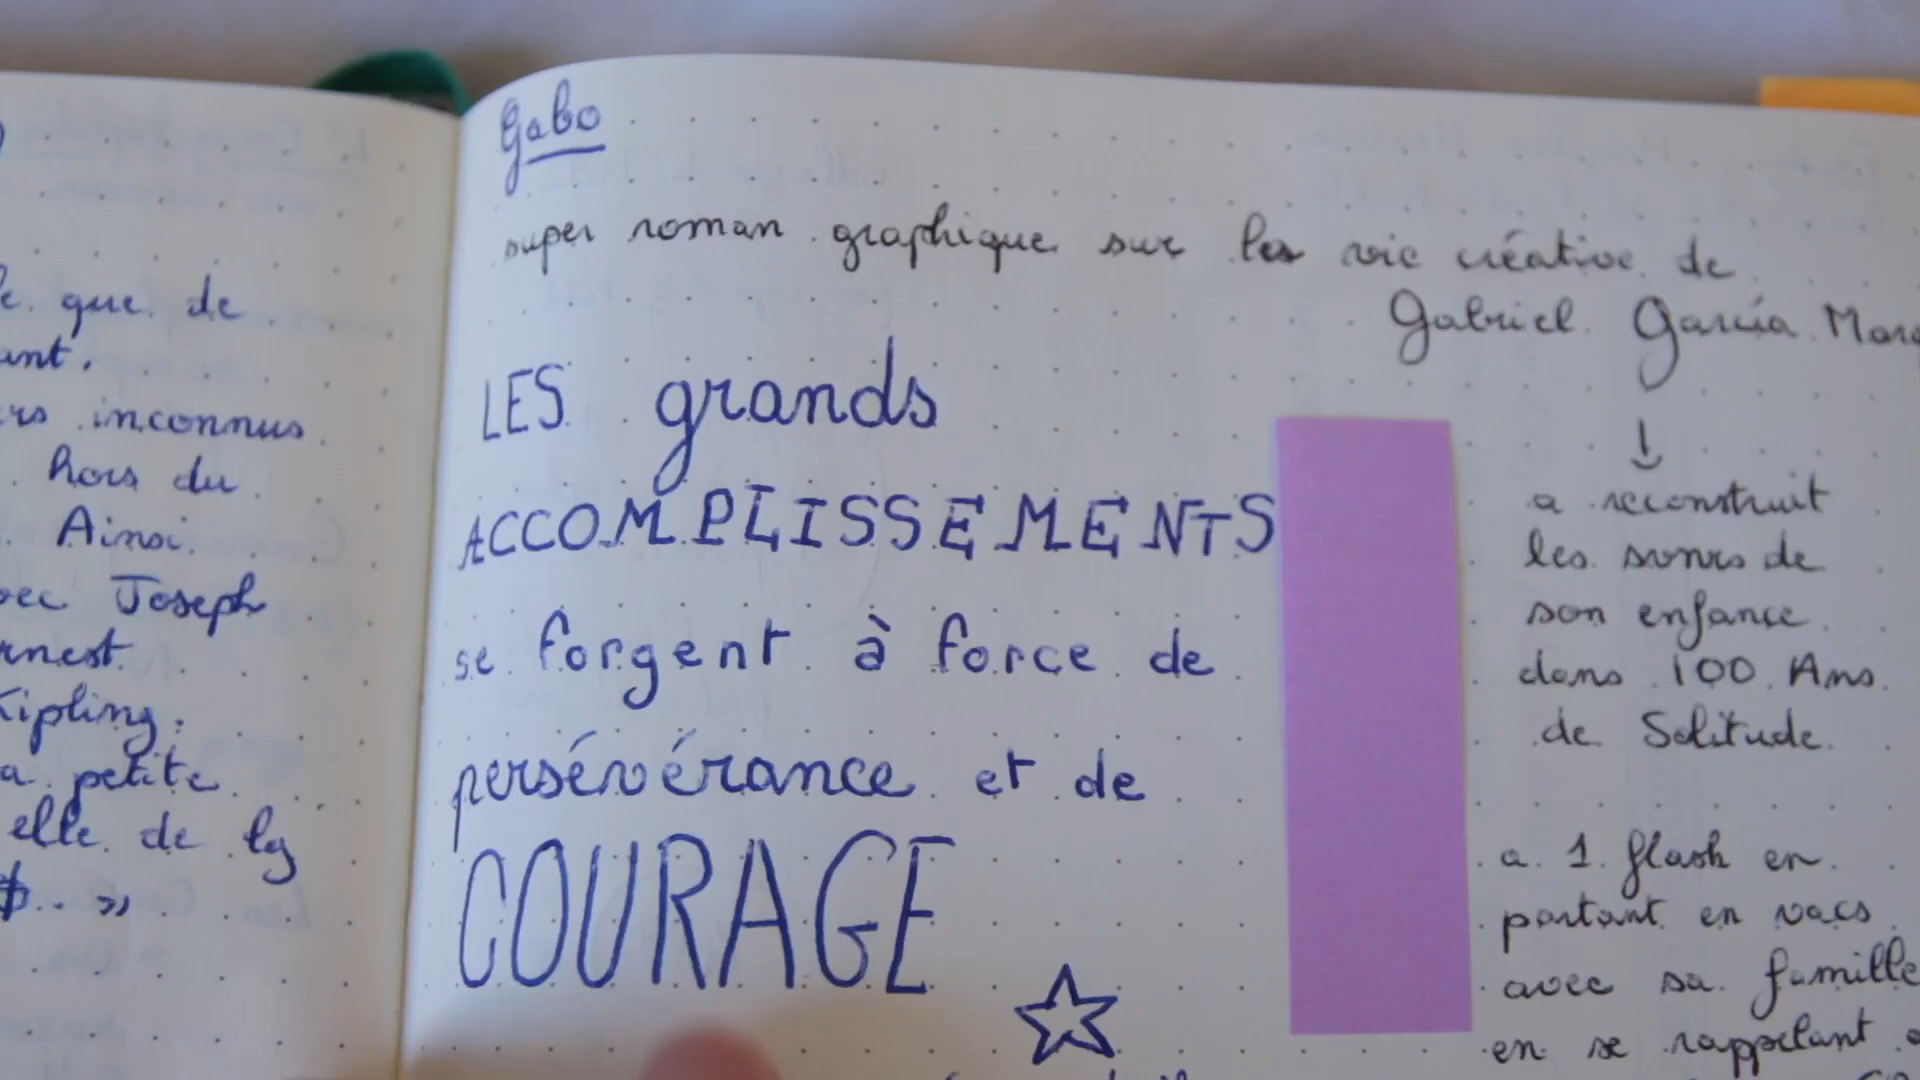 que de
ant.
ers inconnus
hors du
Ainsi
Joseph
rnest
Kipling.
a petite
elle de
$. »
Gabo
super roman graphique sur la vie créative de
Gabriel García Marq
LES grands
ACCOMPLISSEMENTS
se forgent à force de
persévérance et de
COURAGE
↓
a reconstruit
les de
son enfance
dans 100 Ans
de Solitude
a 1 flash en
partant en vacs
avec sa famille
en se rappelant